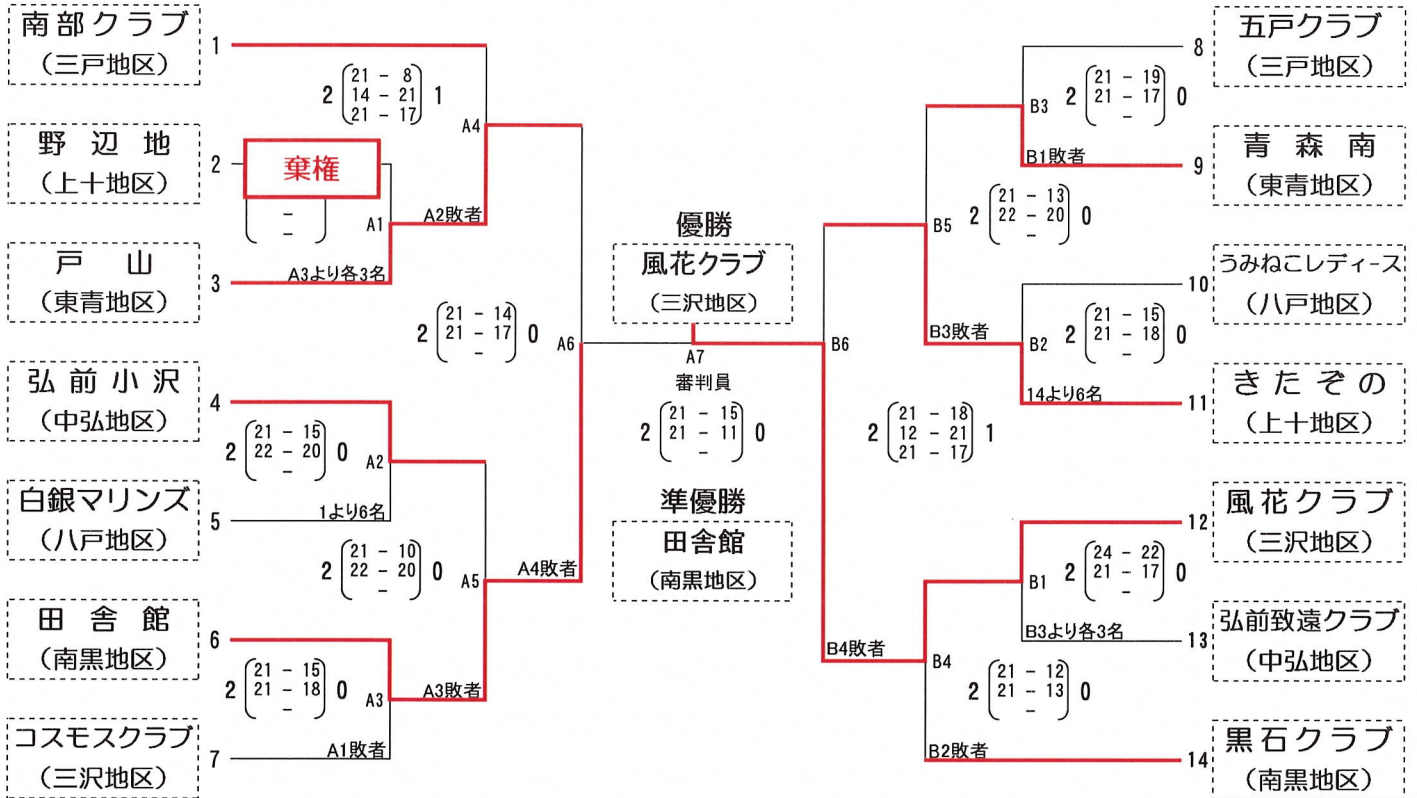 南部クラブ
（三戸地区）
1
野辺地
（上十地区）
2
戸山
（東青地区）
3
弘前小沢
（中弘地区）
4
白銀マリンズ
（八戸地区）
5
田舎館
（南黒地区）
6
コスモスクラブ
（三沢地区）
7
2
21 - 8
14 - 21
21 - 17
1
A4
棄権
-
-
A1
A2敗者
A3より各3名
2
21 - 14
21 - 17
-
0
A6
2
21 - 15
22 - 20
-
0
A2
1より6名
2
21 - 10
22 - 20
-
0
A5
A4敗者
2
21 - 15
21 - 18
-
0
A3
A3敗者
A1敗者
優勝
風花クラブ
（三沢地区）
A7
審判員
2
21 - 15
21 - 11
-
0
準優勝
田舎館
（南黒地区）
B3
2
21 - 19
21 - 17
-
0
B1敗者
B5
2
21 - 13
22 - 20
-
0
B3敗者
B2
2
21 - 15
21 - 18
-
0
14より6名
B6
2
21 - 18
12 - 21
21 - 17
1
B1
2
24 - 22
21 - 17
-
0
B3より各3名
B4敗者
B4
2
21 - 12
21 - 13
-
0
B2敗者
8
五戸クラブ
（三戸地区）
9
青森南
（東青地区）
10
うみねこレディース
（八戸地区）
11
きたぞの
（上十地区）
12
風花クラブ
（三沢地区）
13
弘前致遠クラブ
（中弘地区）
14
黒石クラブ
（南黒地区）